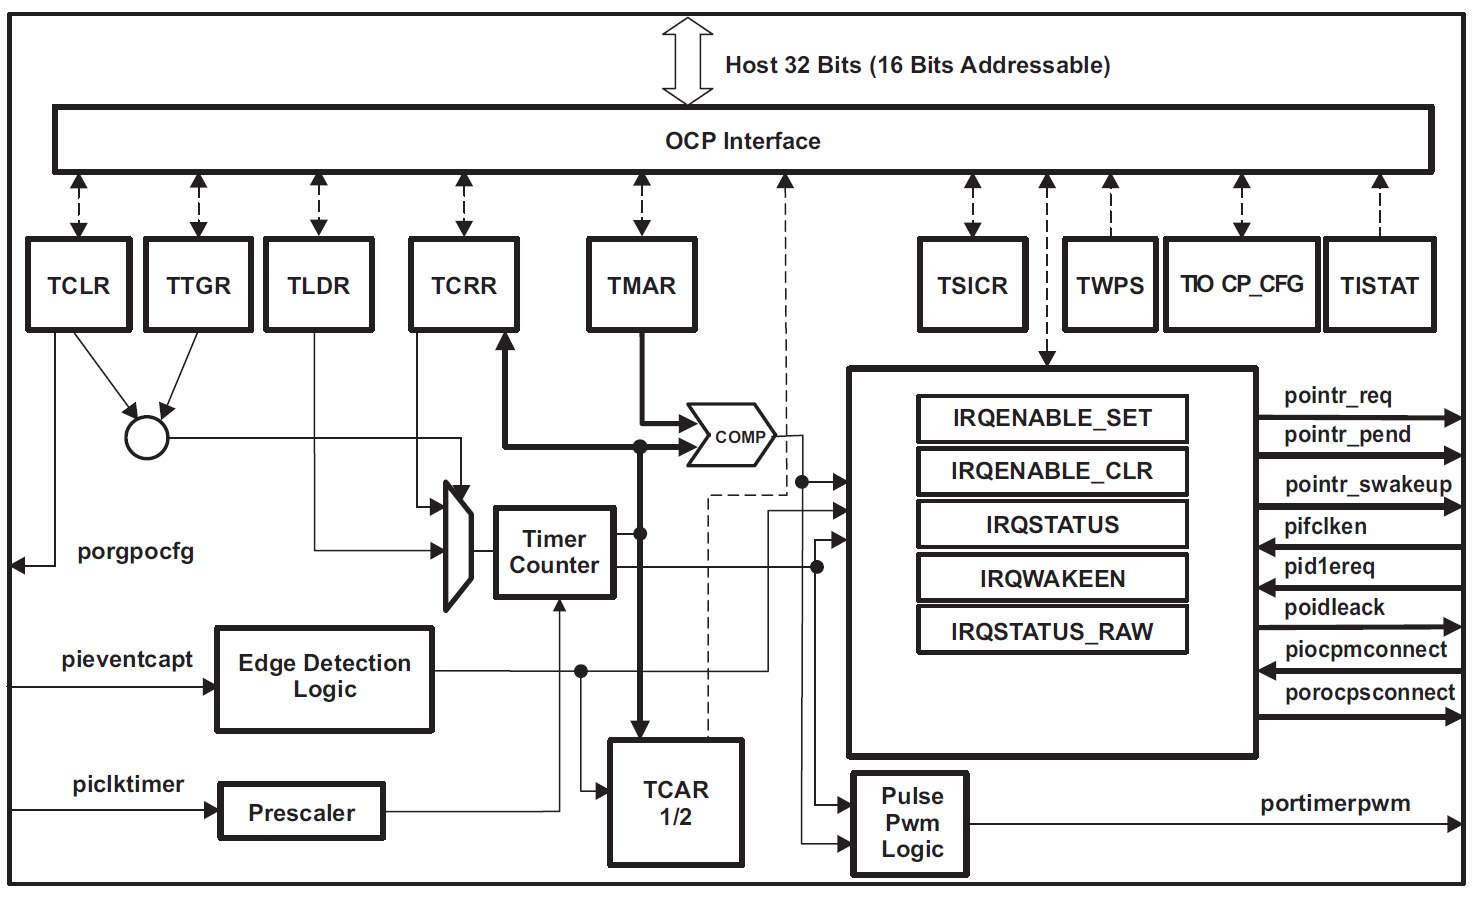 Host 32 Bits (16 Bits Addressable)
OCP Interface
TCLR
TTGR
TLDR
TCRR
TMAR
TSICR
TWPS
TIO CP_CFG
TISTAT
COMP
IRQENABLE_SET
IRQENABLE_CLR
IRQSTATUS
IRQWAKEEN
IRQSTATUS_RAW
pointr_req
pointr_pend
pointr_swakeup
pifclken
pid1ereq
poidleack
piocpmconnect
porocpsconnect
porgpocfg
Timer
Counter
pieventcapt
Edge Detection
Logic
piclktimer
Prescaler
TCAR
1/2
Pulse
Pwm
Logic
portimerpwm